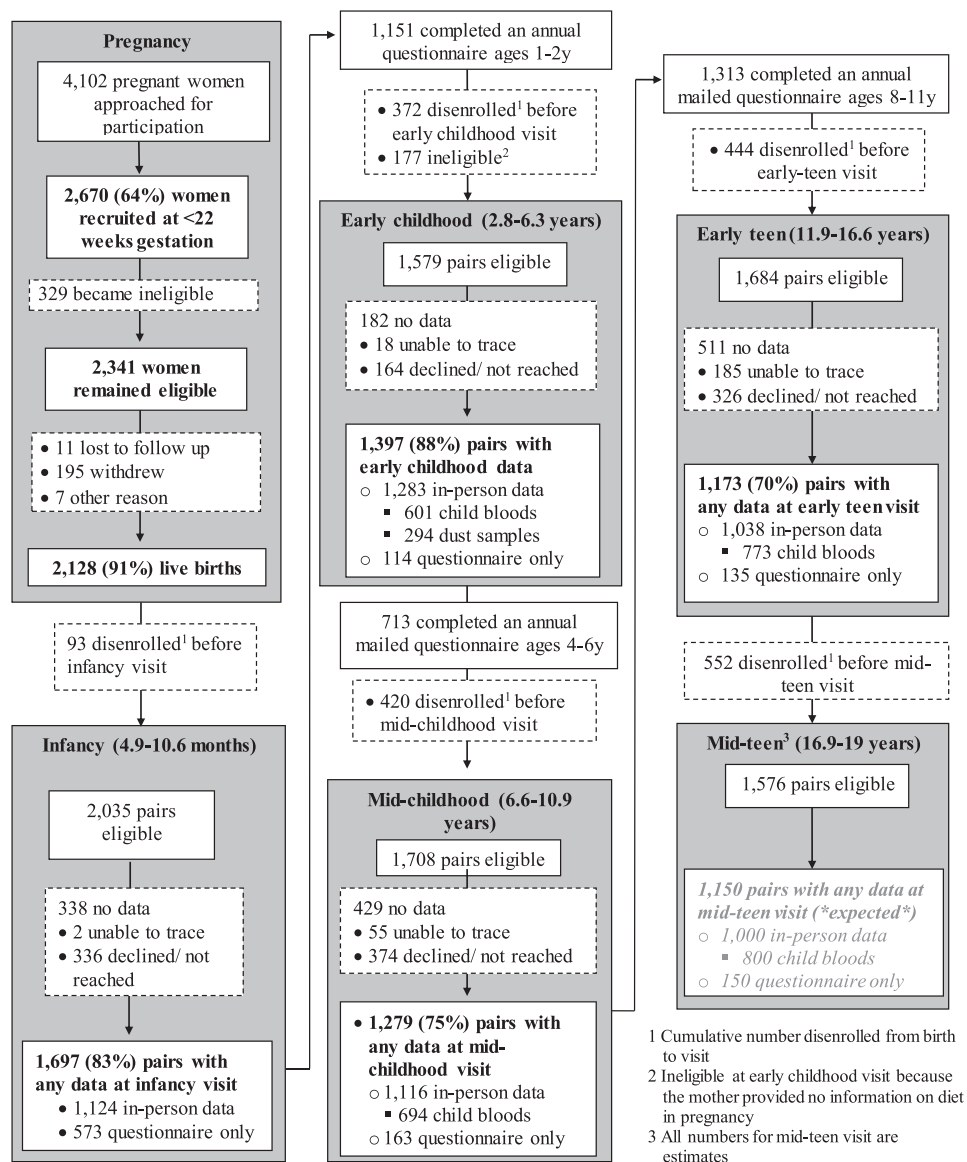 Pregnancy
4,102 pregnant women
approached for
participation
2,670 (64%) women
recruited at <22
weeks gestation
329 became ineligible
2,341 women
remained eligible
• 11 lost to follow up
• 195 withdrew
• 7 other reason
2,128 (91%) live births
93 disenrolled¹ before
infancy visit
Infancy (4.9-10.6 months)
2,035 pairs
eligible
338 no data
• 2 unable to trace
• 336 declined/ not
reached
1,697 (83%) pairs with
any data at infancy visit
• 1,124 in-person data
• 573 questionnaire only
1,151 completed an annual
questionnaire ages 1-2y
• 372 disenrolled¹ before
early childhood visit
• 177 ineligible²
Early childhood (2.8-6.3 years)
1,579 pairs eligible
182 no data
• 18 unable to trace
• 164 declined/ not reached
1,397 (88%) pairs with
early childhood data
○ 1,283 in-person data
▪ 601 child bloods
▪ 294 dust samples
○ 114 questionnaire only
713 completed an annual
mailed questionnaire ages 4-6y
• 420 disenrolled¹ before
mid-childhood visit
Mid-childhood (6.6-10.9
years)
1,708 pairs eligible
429 no data
• 55 unable to trace
• 374 declined/ not reached
• 1,279 (75%) pairs with
any data at mid-
childhood visit
○ 1,116 in-person data
▪ 694 child bloods
○ 163 questionnaire only
1,313 completed an annual
mailed questionnaire ages 8-11y
• 444 disenrolled¹ before
early-teen visit
Early teen (11.9-16.6 years)
1,684 pairs eligible
511 no data
• 185 unable to trace
• 326 declined/ not reached
1,173 (70%) pairs with
any data at early teen visit
○ 1,038 in-person data
▪ 773 child bloods
○ 135 questionnaire only
552 disenrolled¹ before mid-
teen visit
Mid-teen³ (16.9-19 years)
1,576 pairs eligible
1,150 pairs with any data at
mid-teen visit (*expected*)
○ 1,000 in-person data
▪ 800 child bloods
○ 150 questionnaire only
1 Cumulative number disenrolled from birth
to visit
2 Ineligible at early childhood visit because
the mother provided no information on diet
in pregnancy
3 All numbers for mid-teen visit are
estimates